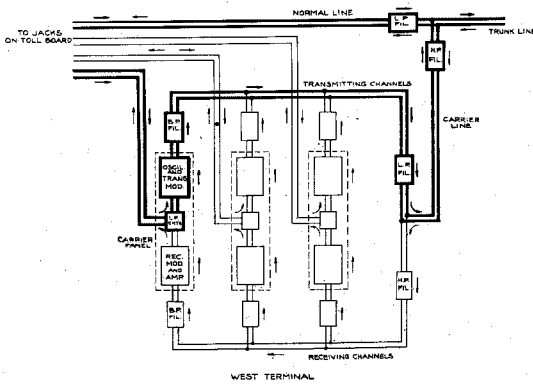 NORMAL LINE
L.P.
FIL.
TRUNK LINE
TO JACKS
ON TOLL BOARD
H.P.
FIL.
TRANSMITTING CHANNELS
CARRIER
LINE
B.P.
FIL.
OSCIL.
AND
TRANS
MOD.
L.P.
FIL.
L.P.
CARRIER
PANEL
REC.
MOD
AND
AMP.
H.P.
FIL.
B.P.
FIL.
RECEIVING CHANNELS
WEST TERMINAL